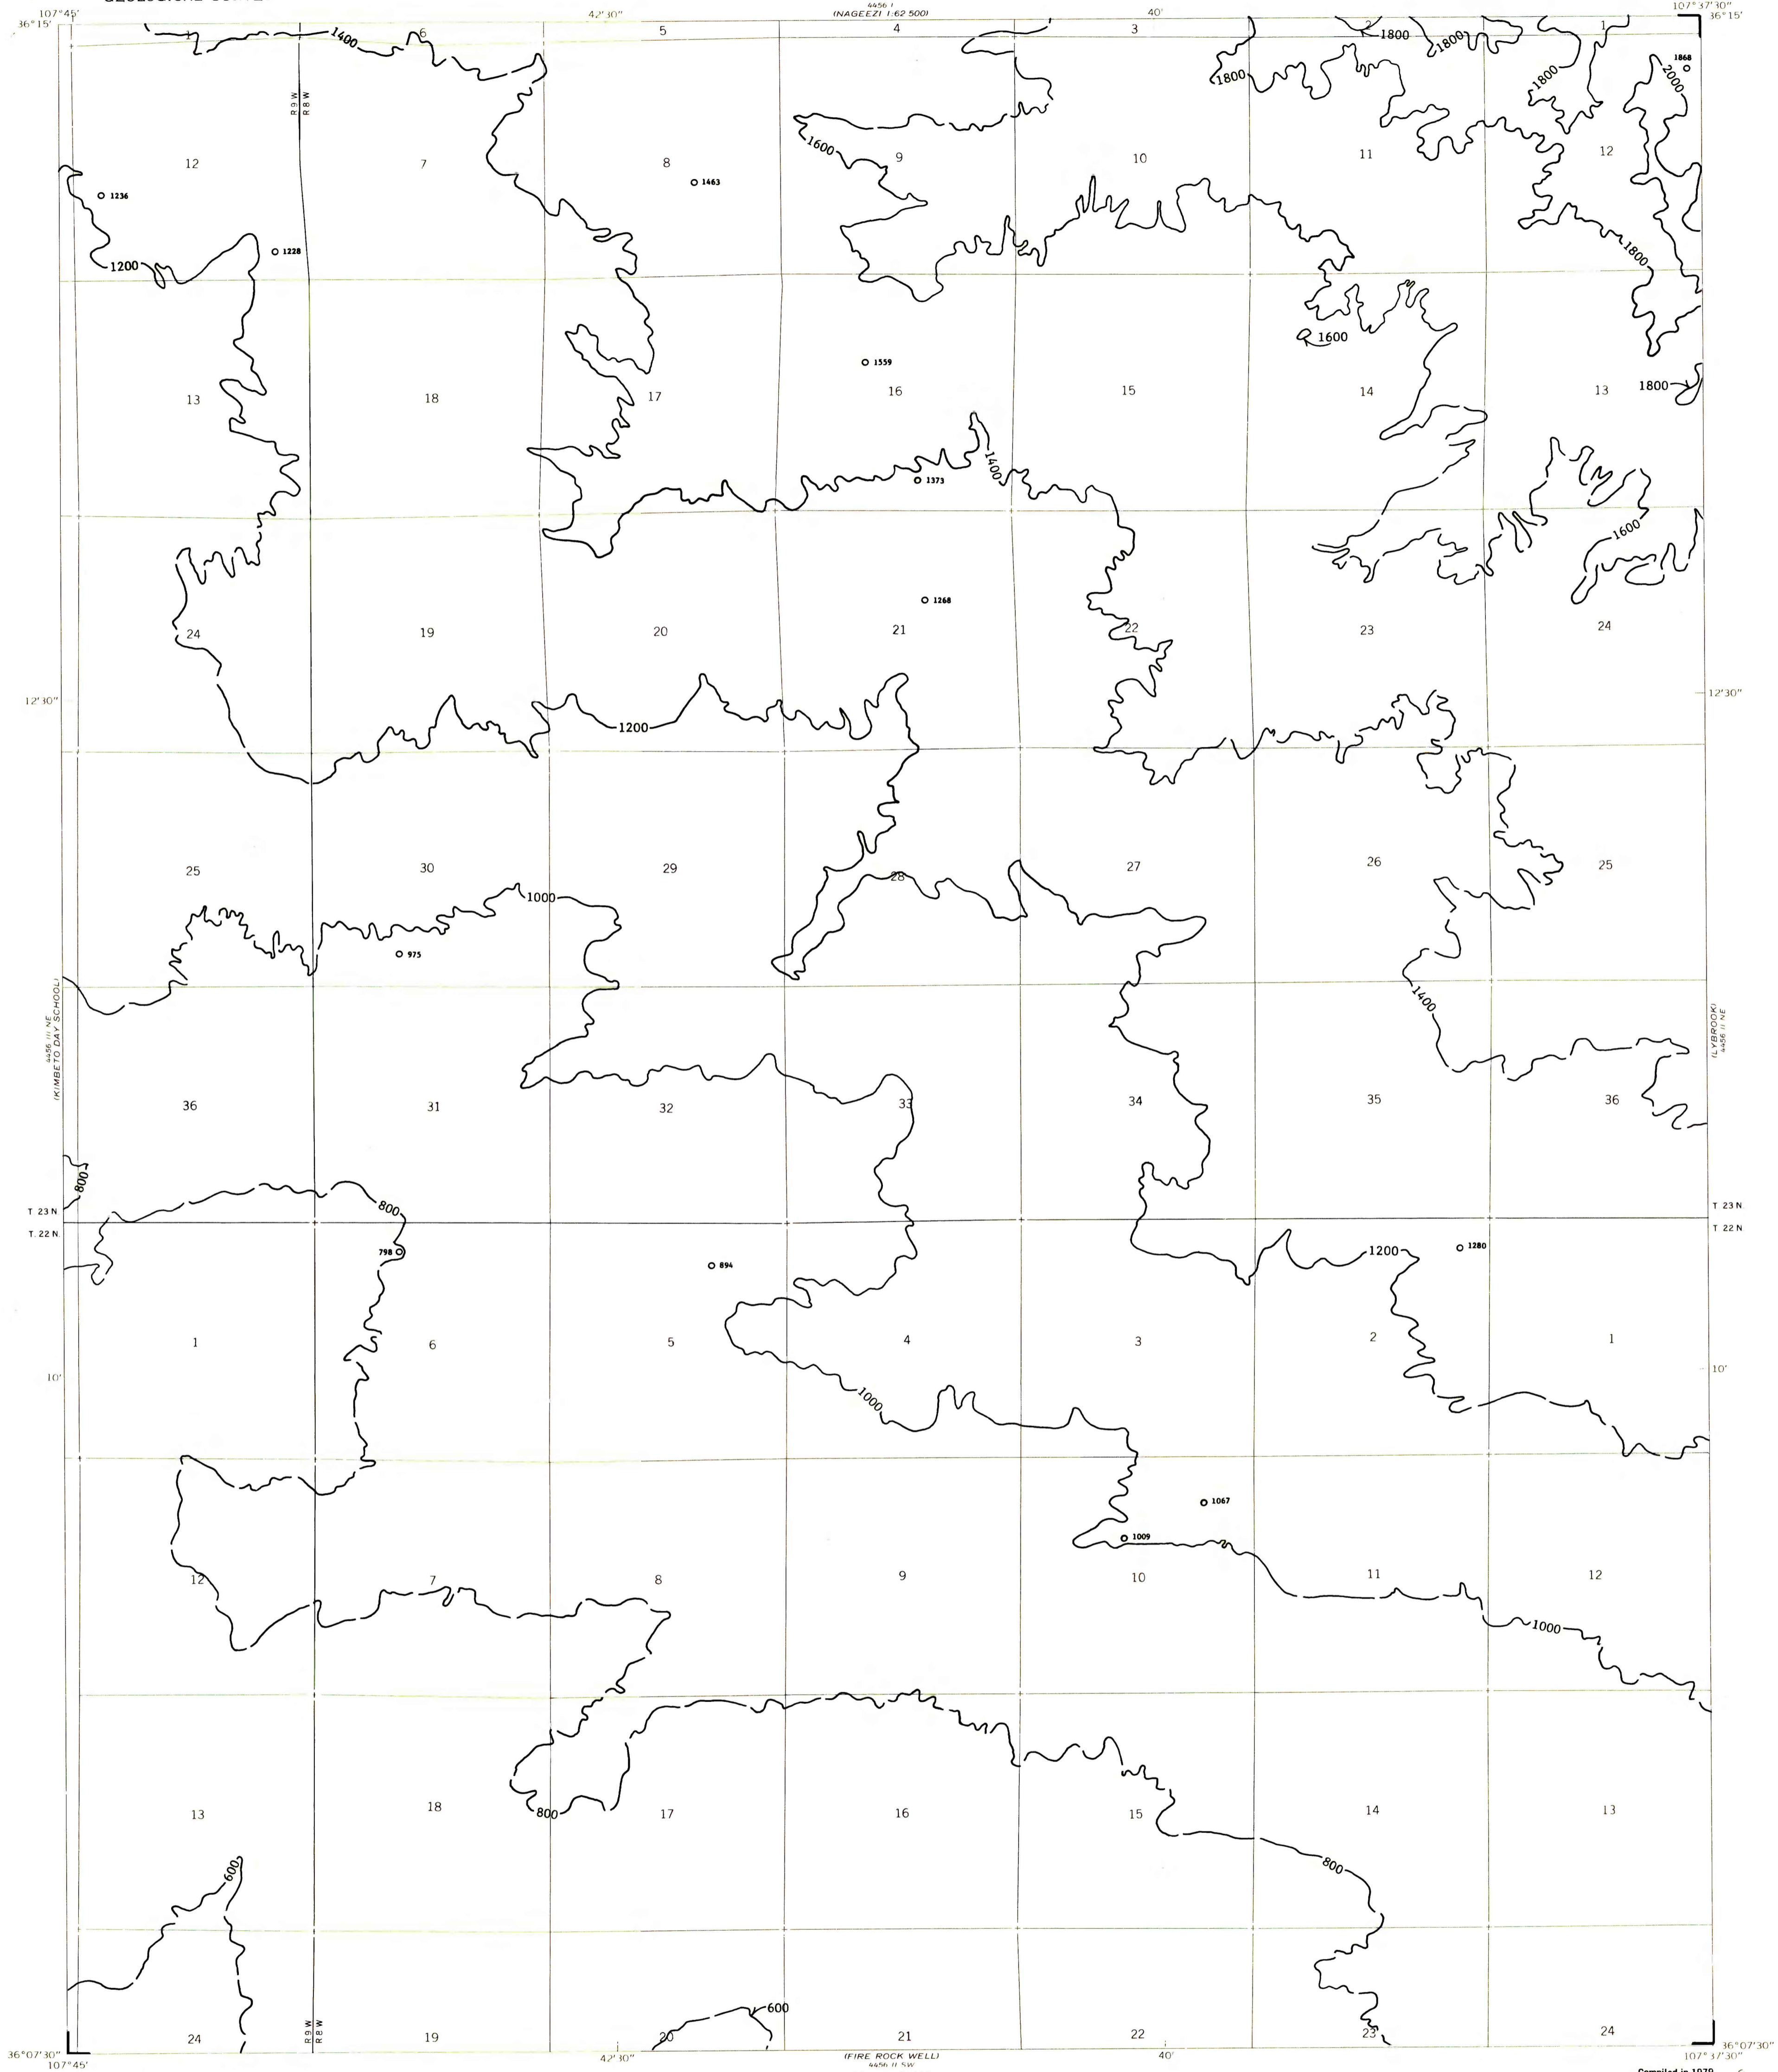 107°45' 42'30" 4456 I 40' 107°37'30"
(NAGEEZI 1:62 500)
36°15' 1 6 5 4 3 2 1 36°15'
1400 1800 1800
1800 1800 2000 1868
R 9 W R 8 W
1600
12 7 8 9 10 11 12
1236 1463
1228 1800
1200
1600
1559
13 18 17 16 15 14 13
1800
1400
1373
1600
1268
24 19 20 21 22 23 24
12'30" 12'30"
1200
25 30 29 28 27 26 25
1000
975
4456 III NE
(KIMBETO DAY SCHOOL)
1400
(LYBROOK)
4456 II NE
36 31 32 33 34 35 36
800
800
T. 23 N T. 23 N
T. 22 N. T. 22 N
798 894 1200 1280
1 6 5 4 3 2 1
10' 10'
1000
1067
1009
12 7 8 9 10 11 12
1000
13 18 17 16 15 14 13
800
800
600
600
R 9 W R 8 W
24 19 20 21 22 23 24
36°07'30" 36°07'30"
107°45' 42'30" (FIRE ROCK WELL) 40' 107°37'30"
4456 II SW
Compiled in 1979